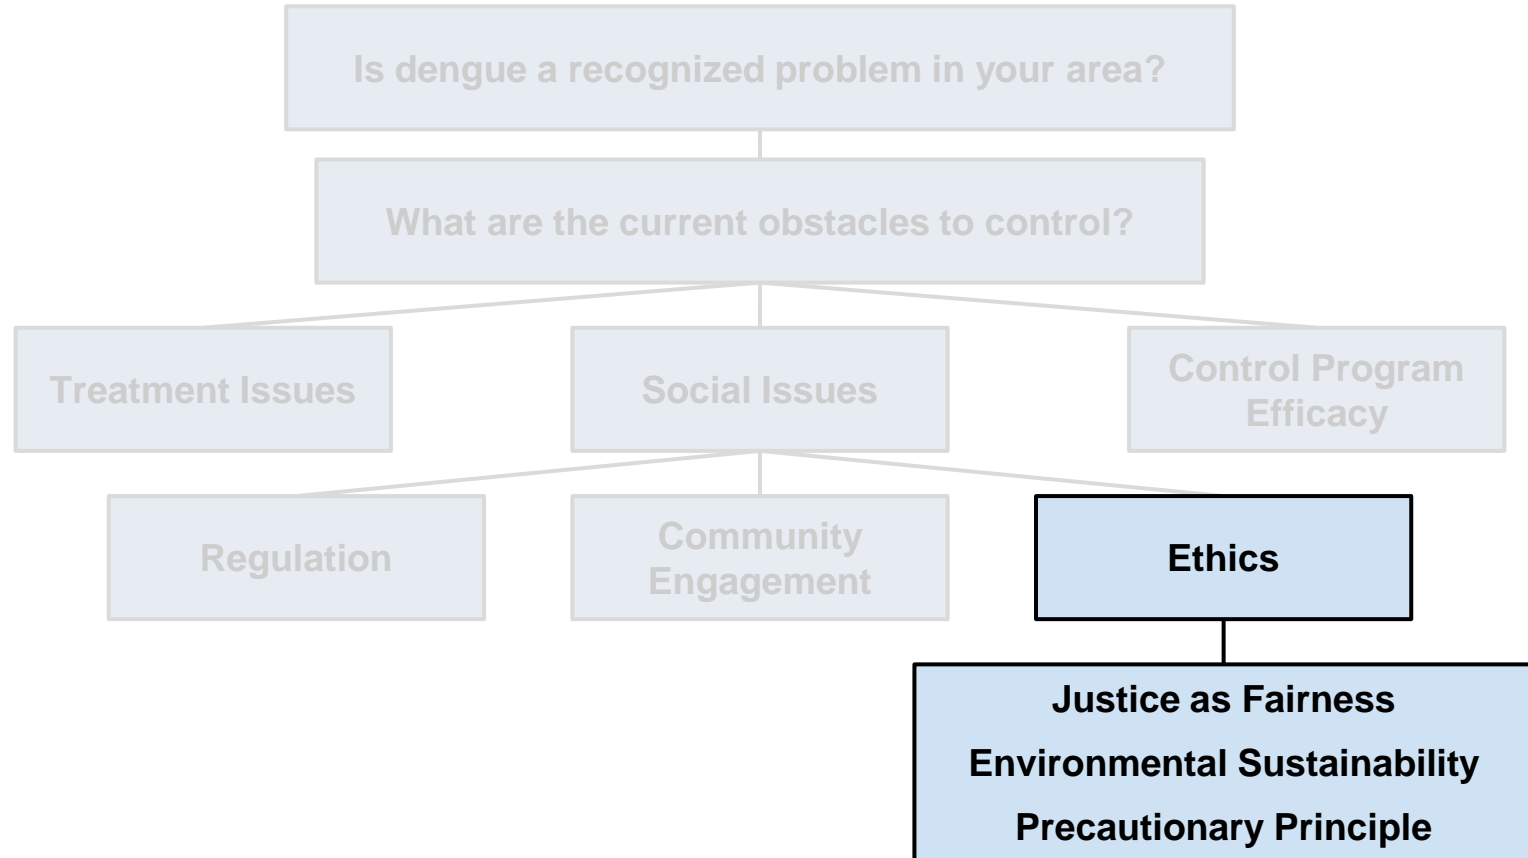 Is dengue a recognized problem in your area?
What are the current obstacles to control?
Treatment Issues
Social Issues
Control Program
Efficacy
Regulation
Community
Engagement
Ethics
Justice as Fairness
Environmental Sustainability
Precautionary Principle